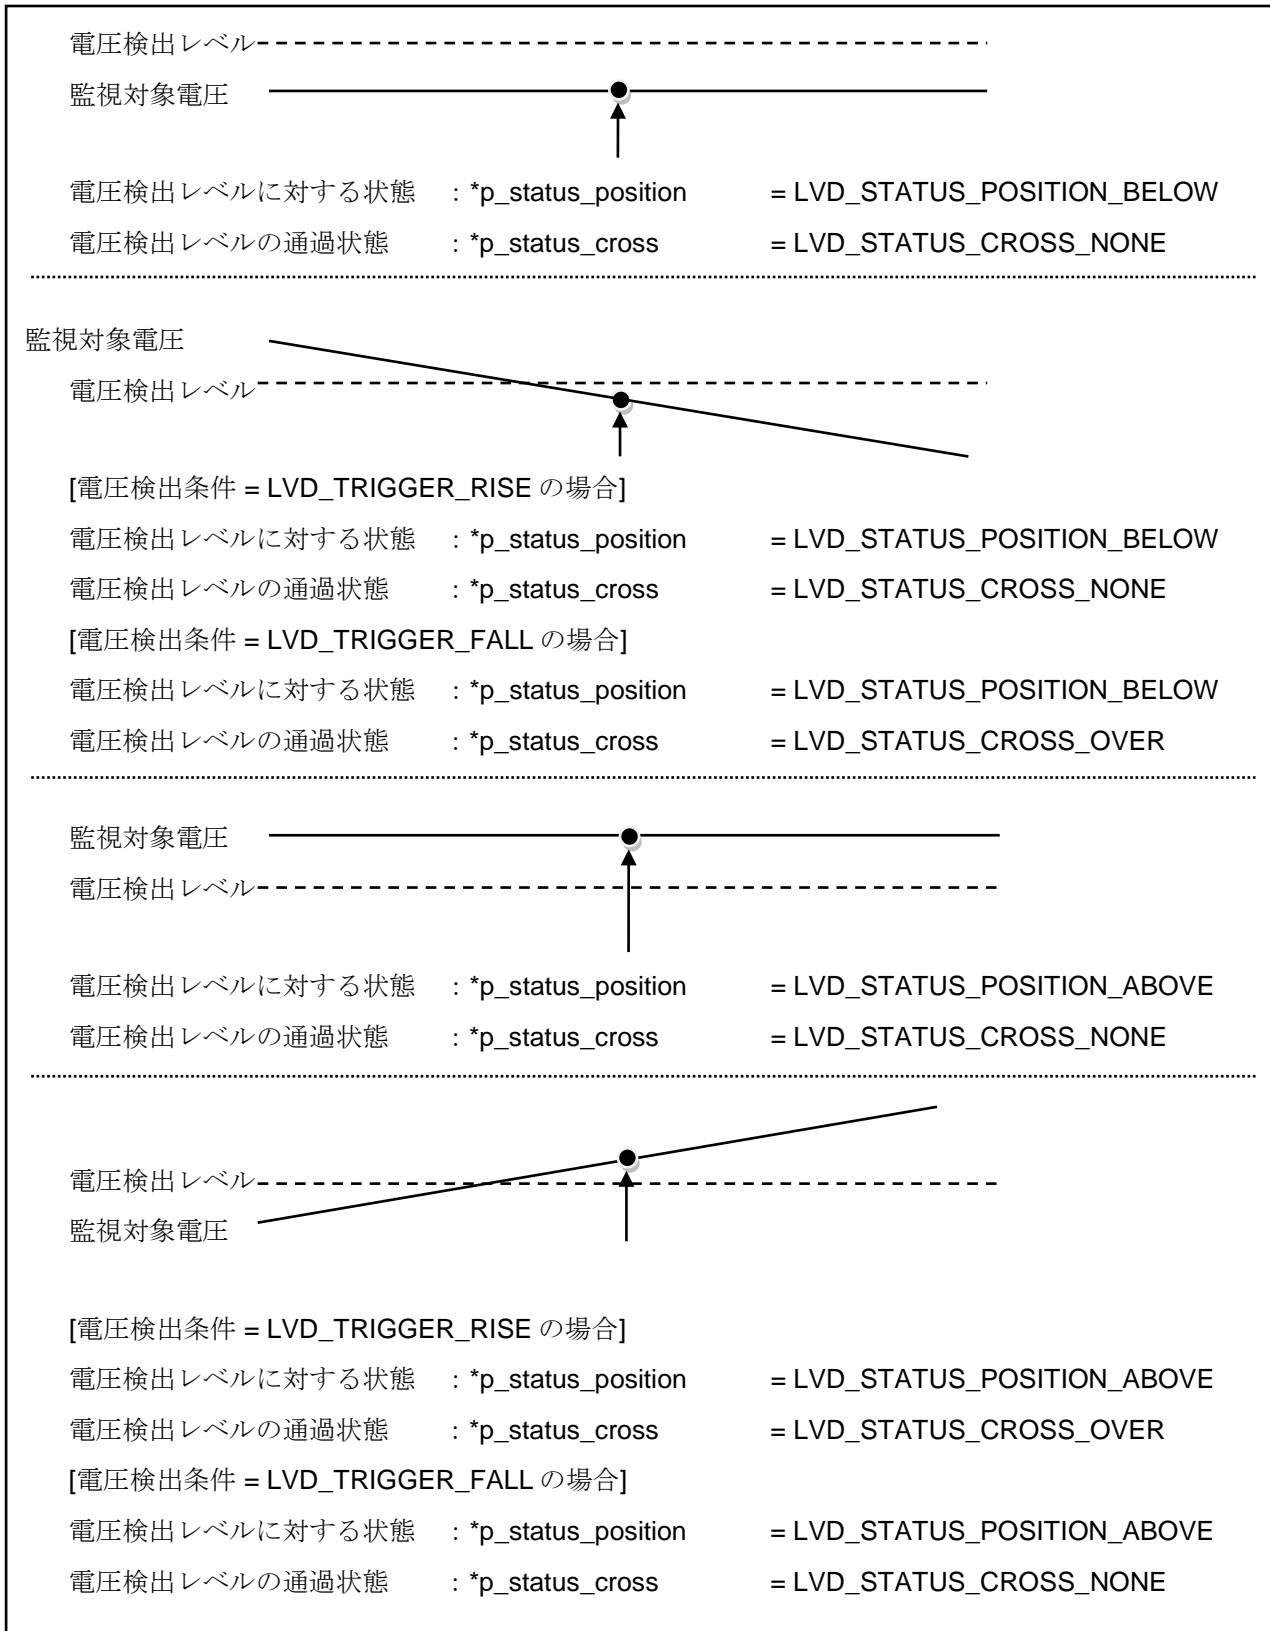 電圧検出レベル
監視対象電圧
電圧検出レベルに対する状態 : *p_status_position = LVD_STATUS_POSITION_BELOW
電圧検出レベルの通過状態 : *p_status_cross = LVD_STATUS_CROSS_NONE
監視対象電圧
電圧検出レベル
[電圧検出条件 = LVD_TRIGGER_RISE の場合]
電圧検出レベルに対する状態 : *p_status_position = LVD_STATUS_POSITION_BELOW
電圧検出レベルの通過状態 : *p_status_cross = LVD_STATUS_CROSS_NONE
[電圧検出条件 = LVD_TRIGGER_FALL の場合]
電圧検出レベルに対する状態 : *p_status_position = LVD_STATUS_POSITION_BELOW
電圧検出レベルの通過状態 : *p_status_cross = LVD_STATUS_CROSS_OVER
監視対象電圧
電圧検出レベル
電圧検出レベルに対する状態 : *p_status_position = LVD_STATUS_POSITION_ABOVE
電圧検出レベルの通過状態 : *p_status_cross = LVD_STATUS_CROSS_NONE
電圧検出レベル
監視対象電圧
[電圧検出条件 = LVD_TRIGGER_RISE の場合]
電圧検出レベルに対する状態 : *p_status_position = LVD_STATUS_POSITION_ABOVE
電圧検出レベルの通過状態 : *p_status_cross = LVD_STATUS_CROSS_OVER
[電圧検出条件 = LVD_TRIGGER_FALL の場合]
電圧検出レベルに対する状態 : *p_status_position = LVD_STATUS_POSITION_ABOVE
電圧検出レベルの通過状態 : *p_status_cross = LVD_STATUS_CROSS_NONE